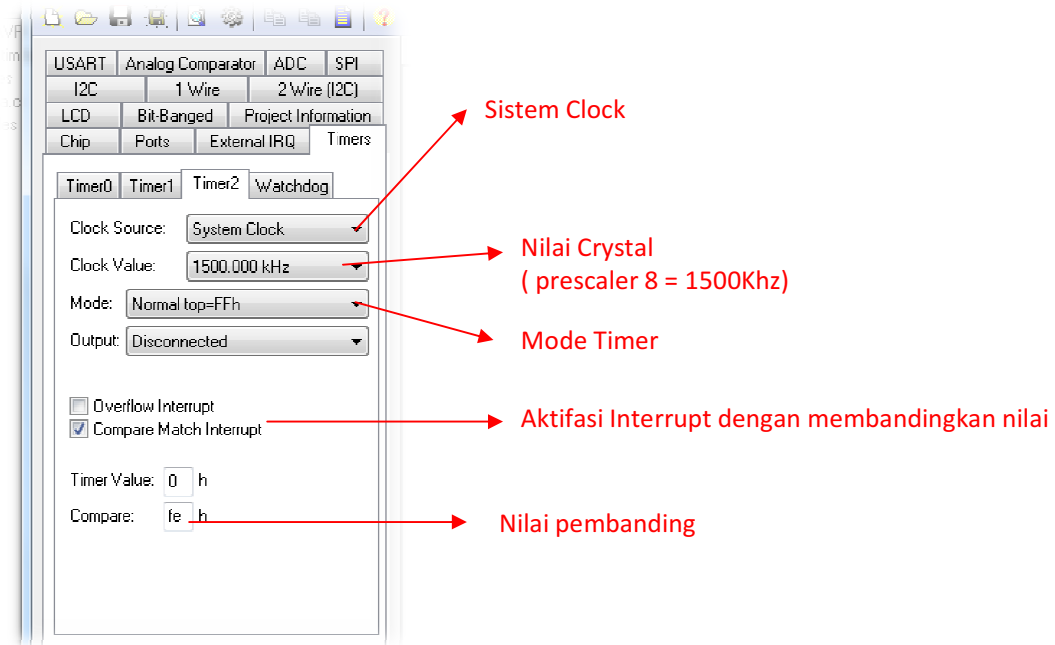 USART Analog Comparator ADC SPI
I2C 1 Wire 2 Wire (I2C)
LCD Bit-Banged Project Information
Chip Ports External IRQ Timers
Timer0 Timer1 Timer2 Watchdog
Clock Source: System Clock
Clock Value: 1500.000 kHz
Mode: Normal top=FFh
Output: Disconnected
Overflow Interrupt
Compare Match Interrupt
Timer Value: 0 h
Compare: fe h
Sistem Clock
Nilai Crystal
( prescaler 8 = 1500Khz)
Mode Timer
Aktifasi Interrupt dengan membandingkan nilai
Nilai pembanding